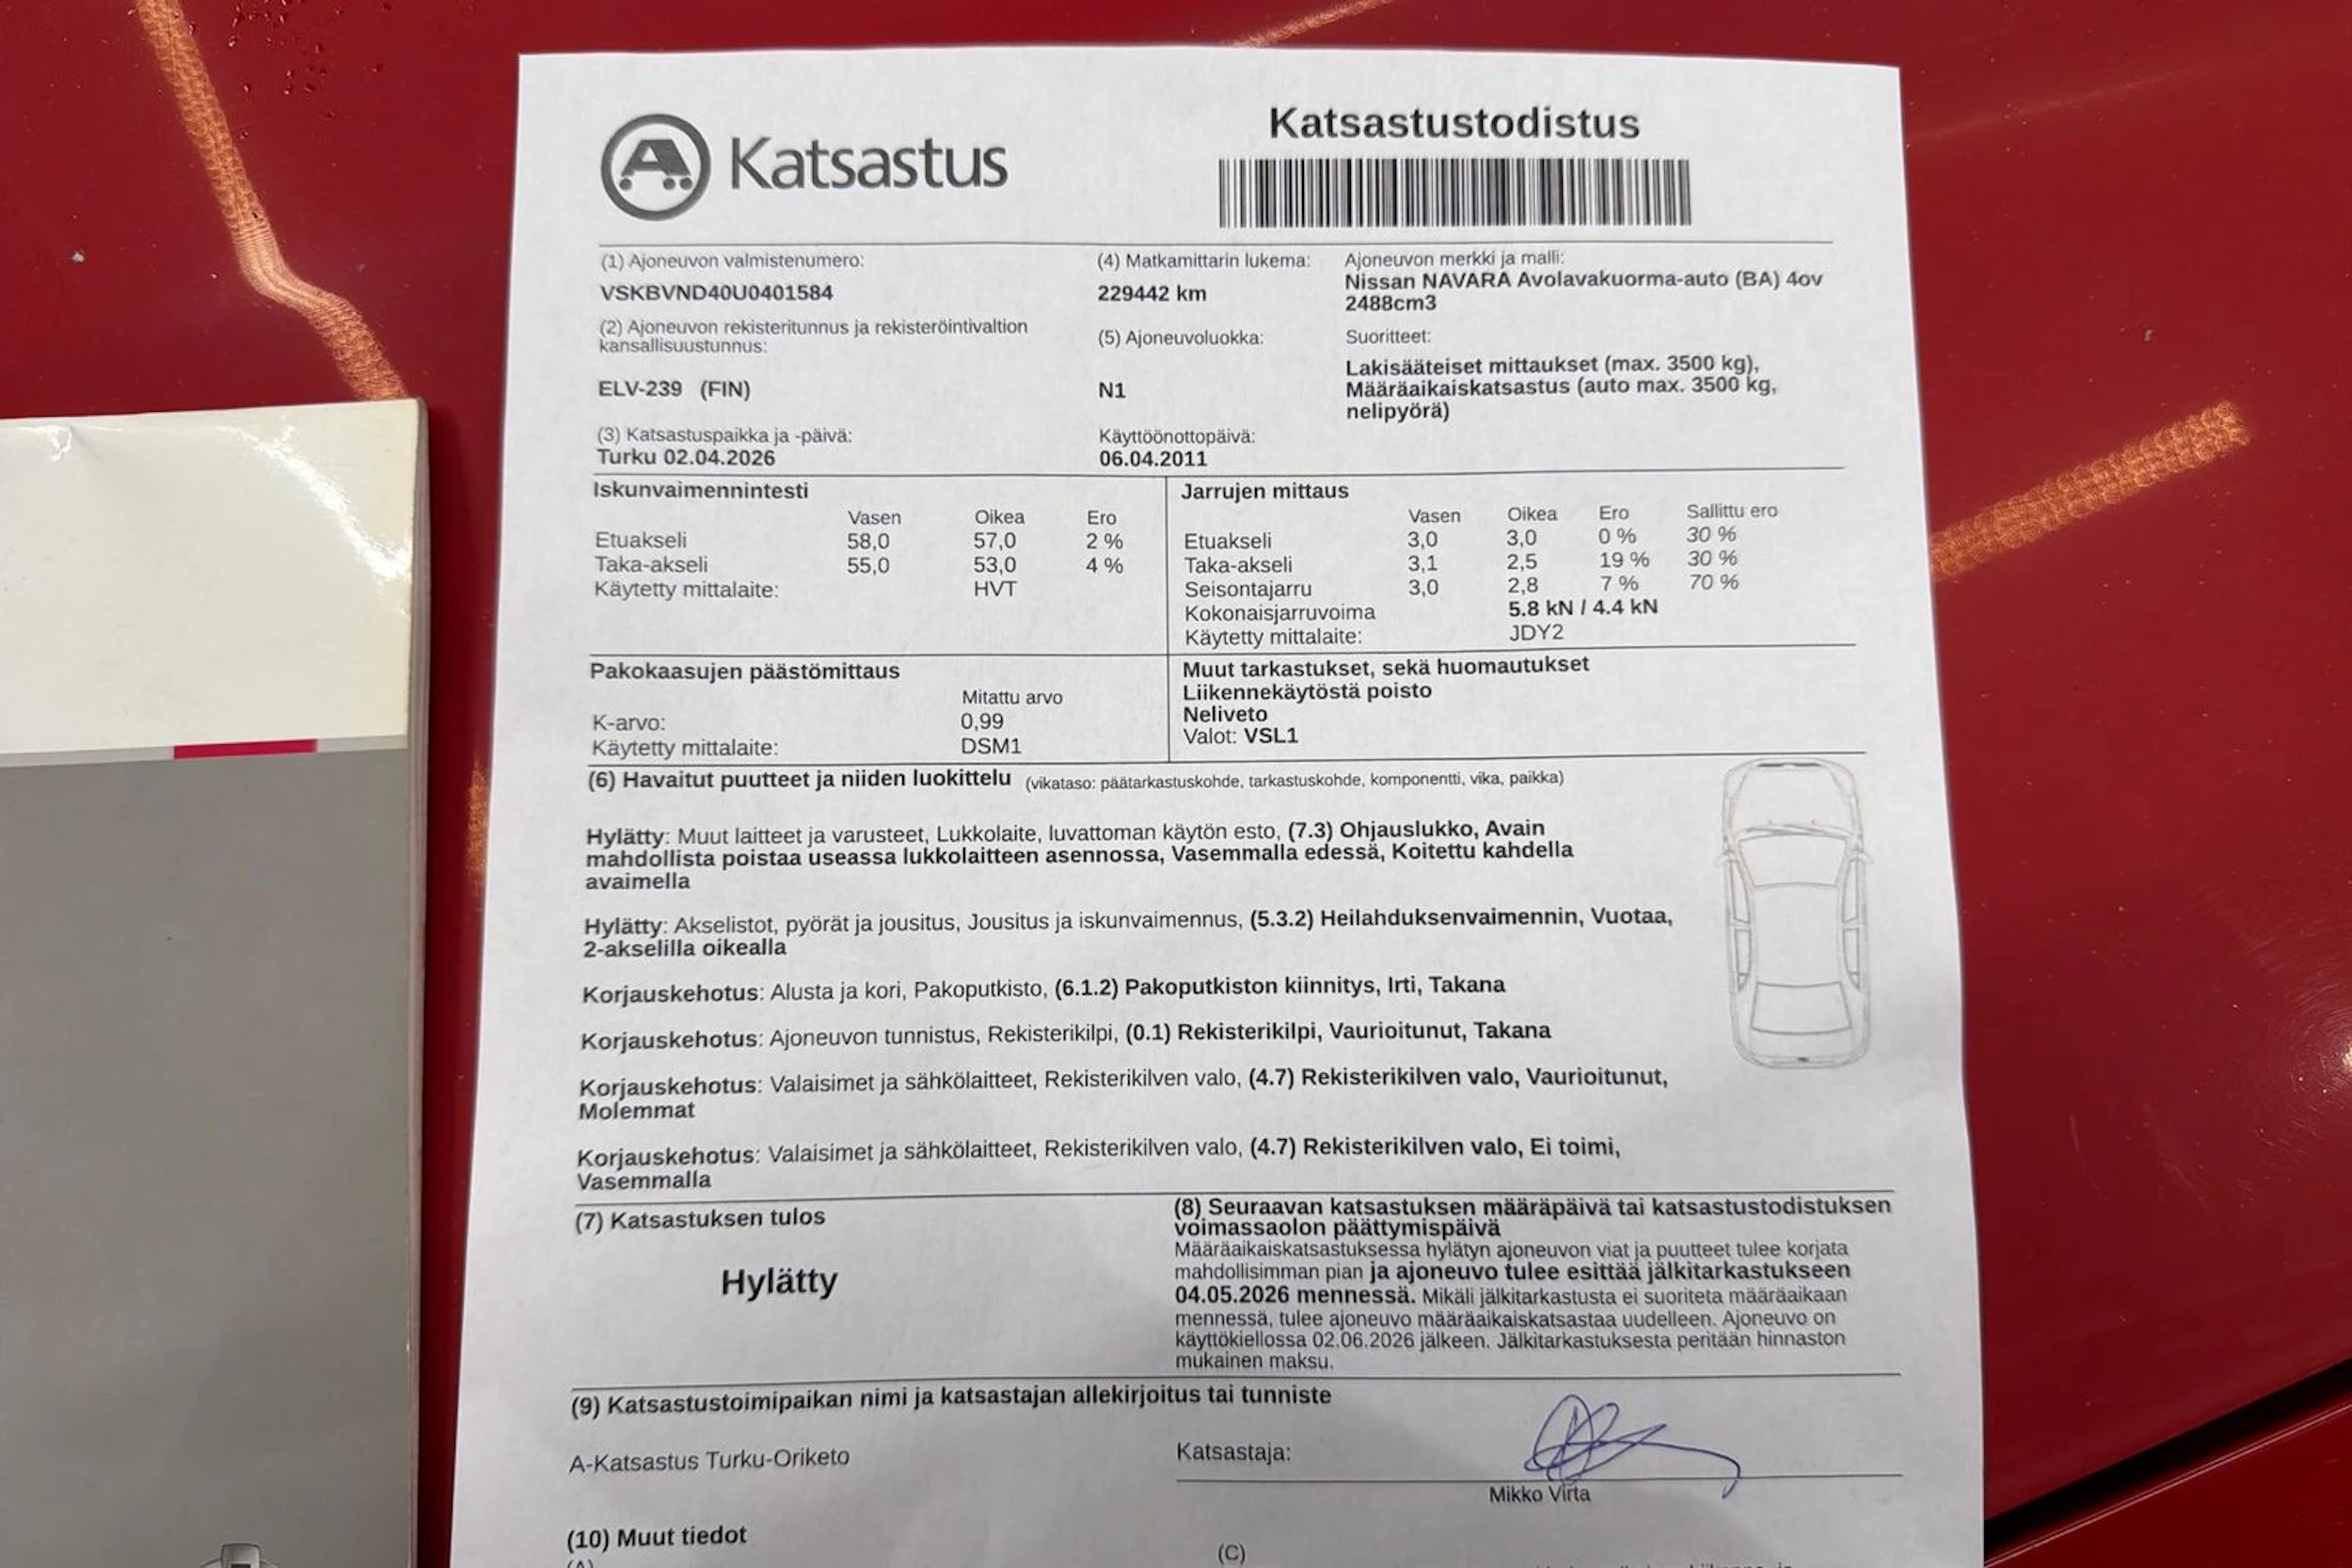 A Katsastus
Katsastustodistus
(1) Ajoneuvon valmistenumero:
VSKBVND40U0401584
(4) Matkamittarin lukema:
229442 km
Ajoneuvon merkki ja malli:
Nissan NAVARA Avolavakuorma-auto (BA) 4ov
2488cm3
(2) Ajoneuvon rekisteritunnus ja rekisteröintivaltion
kansallisuustunnus:
ELV-239 (FIN)
(5) Ajoneuvoluokka:
N1
Suoritteet:
Lakisääteiset mittaukset (max. 3500 kg),
Määräaikaiskatsastus (auto max. 3500 kg,
nelipyörä)
(3) Katsastuspaikka ja -päivä:
Turku 02.04.2026
Käyttöönottopäivä:
06.04.2011
Iskunvaimennintesti
Vasen Oikea Ero
Etuakseli 58,0 57,0 2 %
Taka-akseli 55,0 53,0 4 %
Käytetty mittalaite: HVT
Jarrujen mittaus
Vasen Oikea Ero Sallittu ero
Etuakseli 3,0 3,0 0 % 30 %
Taka-akseli 3,1 2,5 19 % 30 %
Seisontajarru 3,0 2,8 7 % 70 %
Kokonaisjarruvoima 5.8 kN / 4.4 kN
Käytetty mittalaite: JDY2
Pakokaasujen päästömittaus
Mitattu arvo
K-arvo: 0,99
Käytetty mittalaite: DSM1
Muut tarkastukset, sekä huomautukset
Liikennekäytöstä poisto
Neliveto
Valot: VSL1
(6) Havaitut puutteet ja niiden luokittelu (vikataso: päätarkastuskohde, tarkastuskohde, komponentti, vika, paikka)
Hylätty: Muut laitteet ja varusteet, Lukkolaite, luvattoman käytön esto, (7.3) Ohjauslukko, Avain
mahdollista poistaa useassa lukkolaitteen asennossa, Vasemmalla edessä, Koitettu kahdella
avaimella
Hylätty: Akselistot, pyörät ja jousitus, Jousitus ja iskunvaimennus, (5.3.2) Heilahduksenvaimennin, Vuotaa,
2-akselilla oikealla
Korjauskehotus: Alusta ja kori, Pakoputkisto, (6.1.2) Pakoputkiston kiinnitys, Irti, Takana
Korjauskehotus: Ajoneuvon tunnistus, Rekisterikilpi, (0.1) Rekisterikilpi, Vaurioitunut, Takana
Korjauskehotus: Valaisimet ja sähkölaitteet, Rekisterikilven valo, (4.7) Rekisterikilven valo, Vaurioitunut,
Molemmat
Korjauskehotus: Valaisimet ja sähkölaitteet, Rekisterikilven valo, (4.7) Rekisterikilven valo, Ei toimi,
Vasemmalla
(7) Katsastuksen tulos
Hylätty
(8) Seuraavan katsastuksen määräpäivä tai katsastustodistuksen
voimassaolon päättymispäivä
Määräaikaiskatsastuksessa hylätyn ajoneuvon viat ja puutteet tulee korjata
mahdollisimman pian ja ajoneuvo tulee esittää jälkitarkastukseen
04.05.2026 mennessä. Mikäli jälkitarkastusta ei suoriteta määräaikaan
mennessä, tulee ajoneuvo määräaikaiskatsastaa uudelleen. Ajoneuvo on
käyttökiellossa 02.06.2026 jälkeen. Jälkitarkastuksesta peritään hinnaston
mukainen maksu.
(9) Katsastustoimipaikan nimi ja katsastajan allekirjoitus tai tunniste
A-Katsastus Turku-Oriketo
Katsastaja:
Mikko Virta
(10) Muut tiedot
(A)
(C)